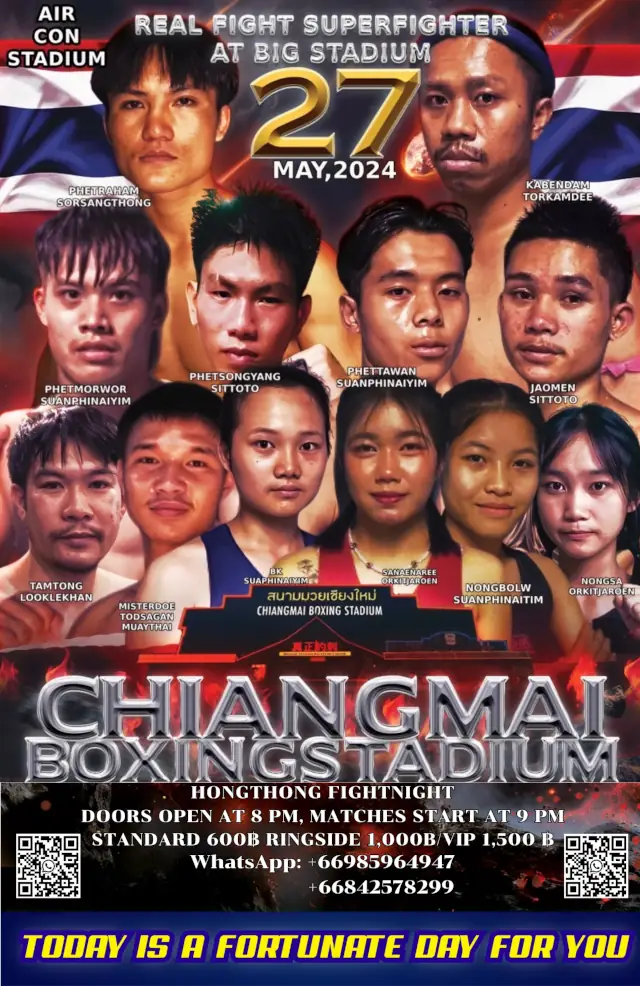 AIR
CON
STADIUM
REAL FIGHT SUPERFIGHTER
AT BIG STADIUM
27
MAY,2024
PHETRAHAM
SORSANGTHONG
KABENDAM
TORKAMDEE
PHETMORWOR
SUANPHINAIYIM
PHETSONGYANG
SITTOTO
PHETTAWAN
SUANPHINAIYIM
JAOMEN
SITTOTO
TAMTONG
LOOKLEKHAN
MISTERDOE
TODSAGAN
MUAYTHAI
BK
SUAPHINAIYIM
SANAENAREE
ORKITJAROEN
NONGBOLW
SUANPHINAITIM
NONGSA
ORKITJAROEN
สนามมวยเชียงใหม่
CHIANGMAI BOXING STADIUM
CHIANGMAI
BOXINGSTADIUM
HONGTHONG FIGHTNIGHT
DOORS OPEN AT 8 PM, MATCHES START AT 9 PM
STANDARD 600฿ RINGSIDE 1,000B/VIP 1,500 B
WhatsApp: +66985964947
+66842578299
TODAY IS A FORTUNATE DAY FOR YOU